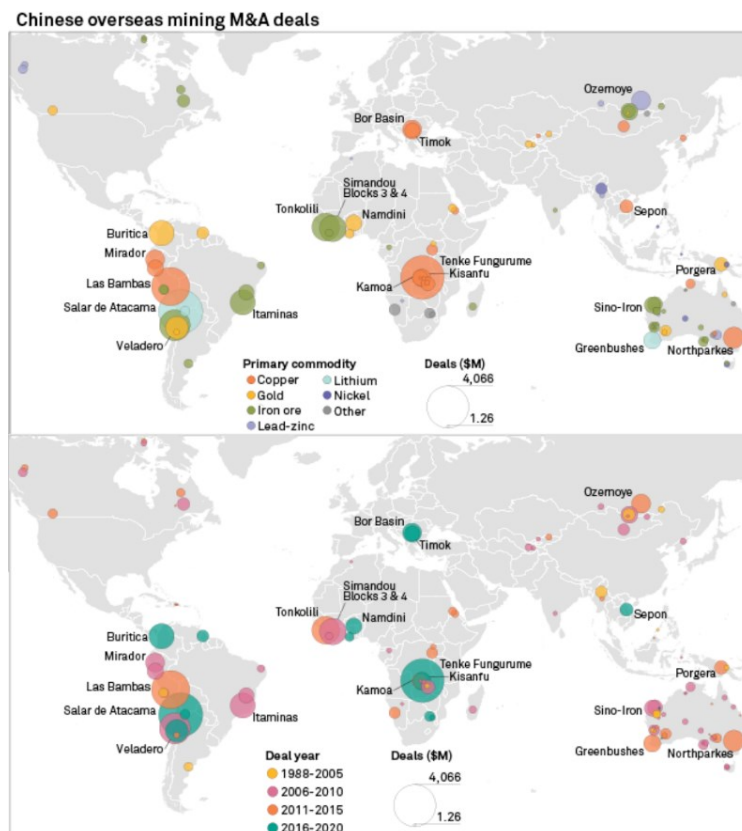 Chinese overseas mining M&A deals
Ozernoye
Bor Basin
Timok
Simandou
Blocks 3 & 4
Tonkolili
Namdini
Sepon
Buritica
Mirador
Tenke Fungurume
Kisanfu
Porgera
Las Bambas
Kamoa
Salar de Atacama
Itaminas
Sino-Iron
Veladero
Greenbushes
Northparkes
Primary commodity
Deals ($M)
Copper
Lithium
4,066
Gold
Nickel
Iron ore
Other
Lead-zinc
1.26
Ozernoye
Bor Basin
Timok
Simandou
Blocks 3 & 4
Tonkolili
Namdini
Sepon
Buritica
Mirador
Tenke Fungurume
Kisanfu
Porgera
Las Bambas
Kamoa
Salar de Atacama
Itaminas
Sino-Iron
Veladero
Greenbushes
Northparkes
Deal year
Deals ($M)
1988-2005
4,066
2006-2010
2011-2015
2016-2020
1.26